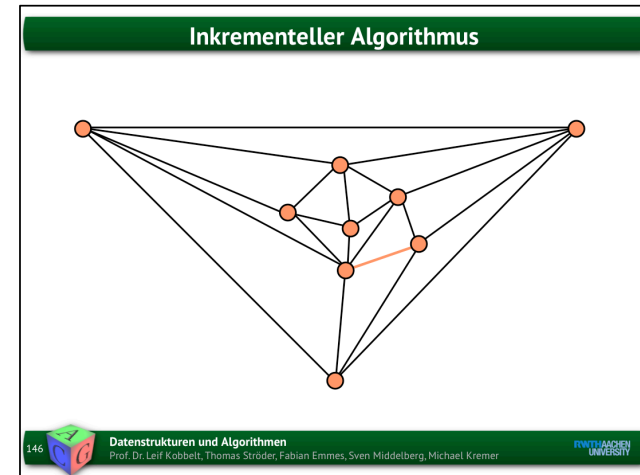 Inkrementeller Algorithmus
146
A
C
G
Datenstrukturen und Algorithmen
Prof. Dr. Leif Kobbelt, Thomas Ströder, Fabian Emmes, Sven Middelberg, Michael Kremer
RWTHAACHEN
UNIVERSITY